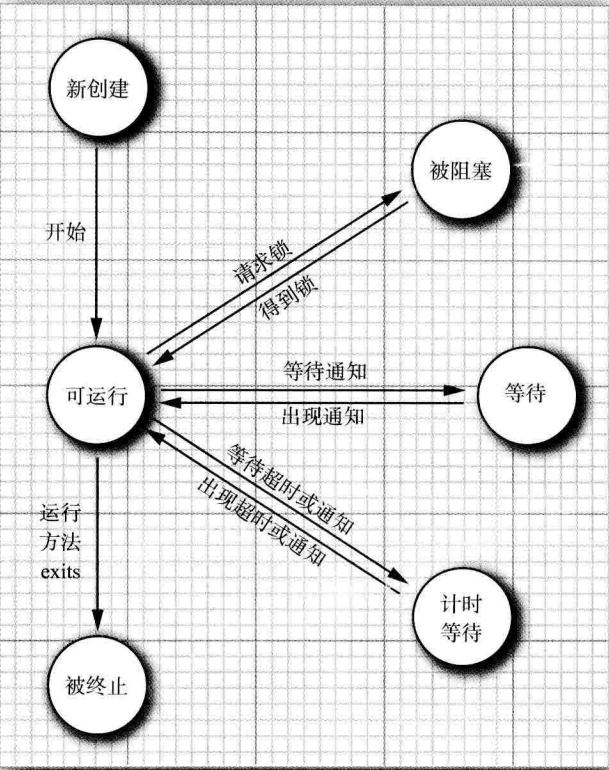 新创建
被阻塞
开始
请求锁
得到锁
等待通知
可运行
等待
出现通知
等待超时或通知
出现超时或通知
运行
方法
exits
计时
等待
被终止